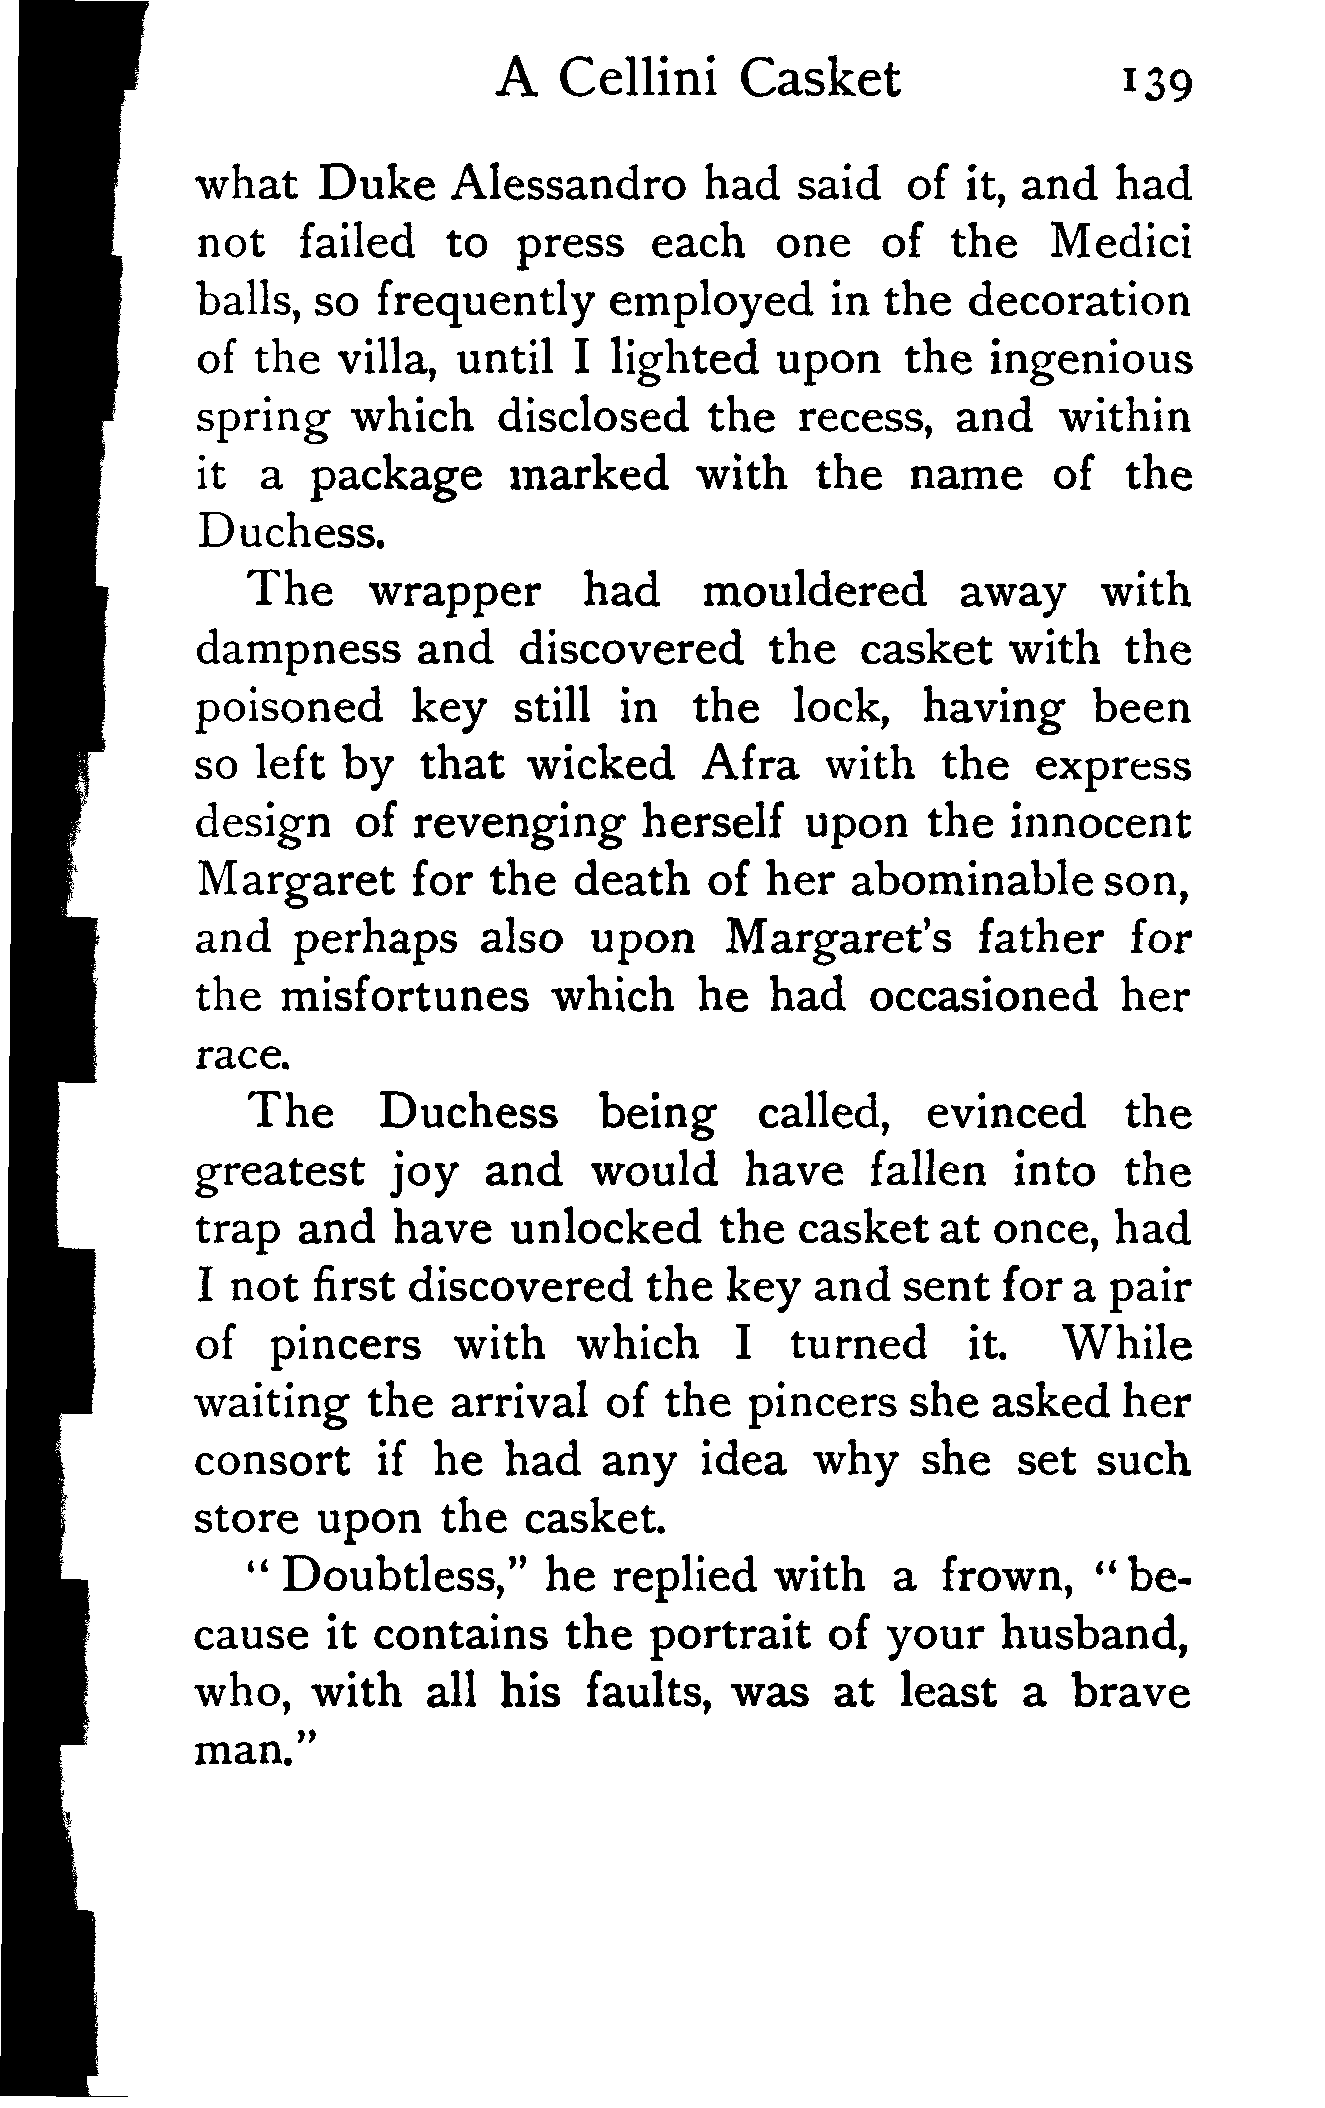 A Cellini Casket 139
what Duke Alessandro had said of it, and had
not failed to press each one of the Medici
balls, so frequently employed in the decoration
of the villa, until I lighted upon the ingenious
spring which disclosed the recess, and within
it a package marked with the name of the
Duchess.
The wrapper had mouldered away with
dampness and discovered the casket with the
poisoned key still in the lock, having been
so left by that wicked Afra with the express
design of revenging herself upon the innocent
Margaret for the death of her abominable son,
and perhaps also upon Margaret's father for
the misfortunes which he had occasioned her
race.
The Duchess being called, evinced the
greatest joy and would have fallen into the
trap and have unlocked the casket at once, had
I not first discovered the key and sent for a pair
of pincers with which I turned it. While
waiting the arrival of the pincers she asked her
consort if he had any idea why she set such
store upon the casket.
" Doubtless," he replied with a frown, " be-
cause it contains the portrait of your husband,
who, with all his faults, was at least a brave
man."